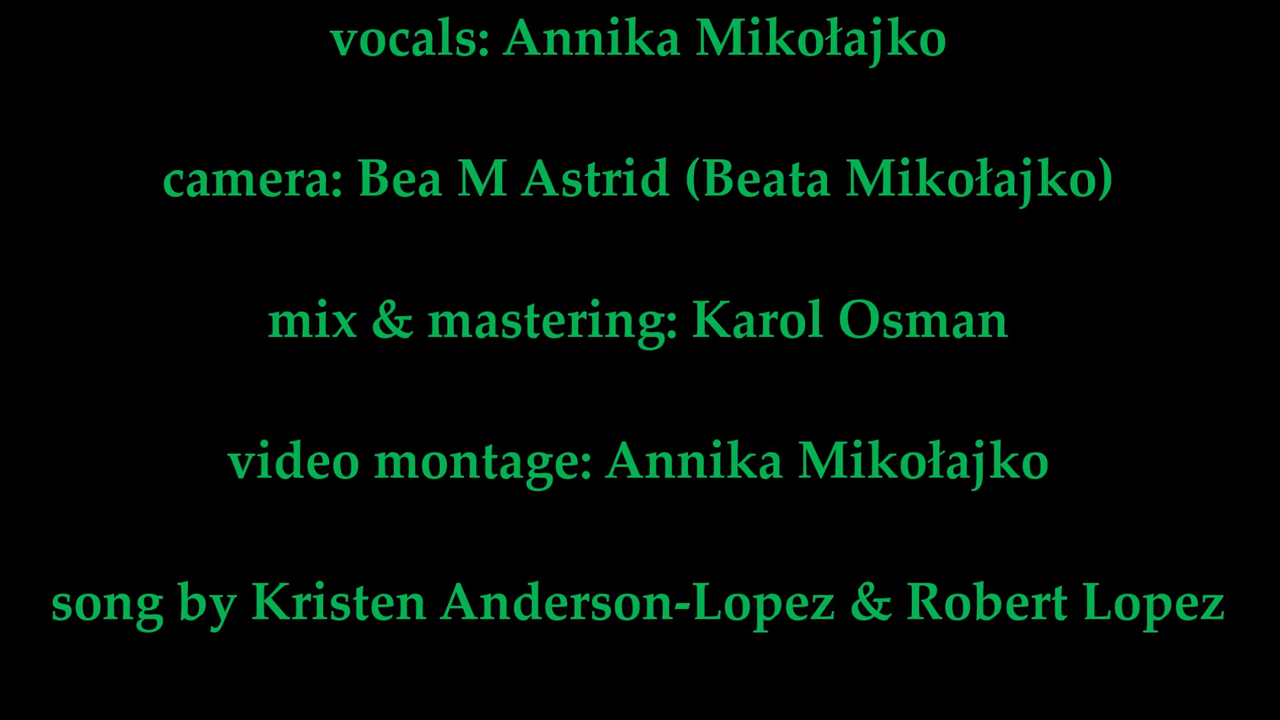 vocals: Annika Mikołajko
camera: Bea M Astrid (Beata Mikołajko)
mix & mastering: Karol Osman
video montage: Annika Mikołajko
song by Kristen Anderson-Lopez & Robert Lopez